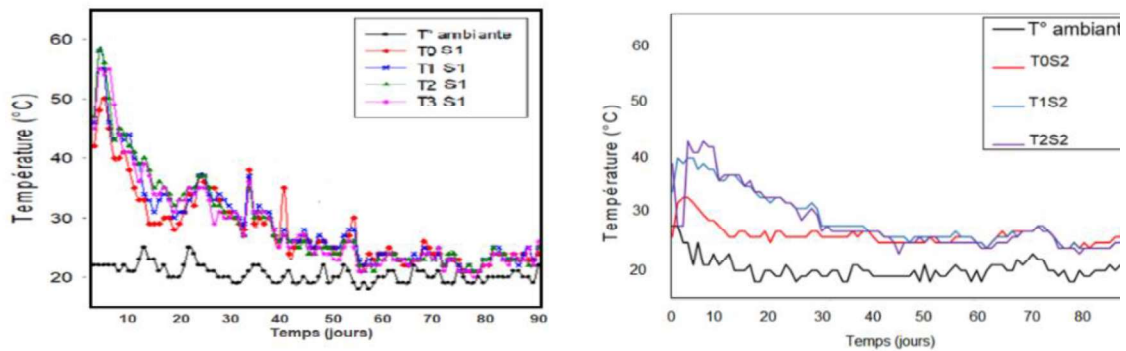 Température (°C)
60
50
40
30
20
10 20 30 40 50 60 70 80 90
Temps (jours)
T° ambiante
T0 S1
T1 S1
T2 S1
T3 S1
Température (°C)
60
50
40
30
20
0 10 20 30 40 50 60 70 80
Temps (jours)
T° ambiant
T0S2
T1S2
T2S2